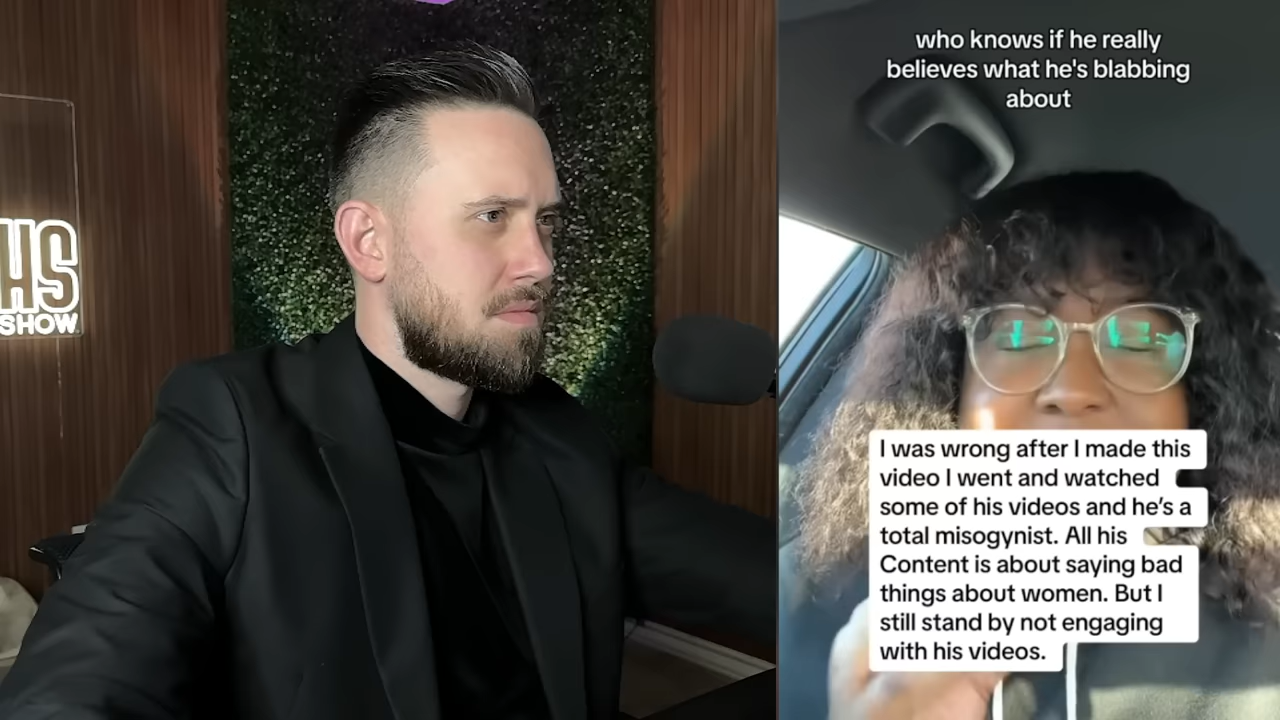 HS
SHOW
who knows if he really
believes what he's blabbing
about
I was wrong after I made this
video I went and watched
some of his videos and he's a
total misogynist. All his
Content is about saying bad
things about women. But I
still stand by not engaging
with his videos.